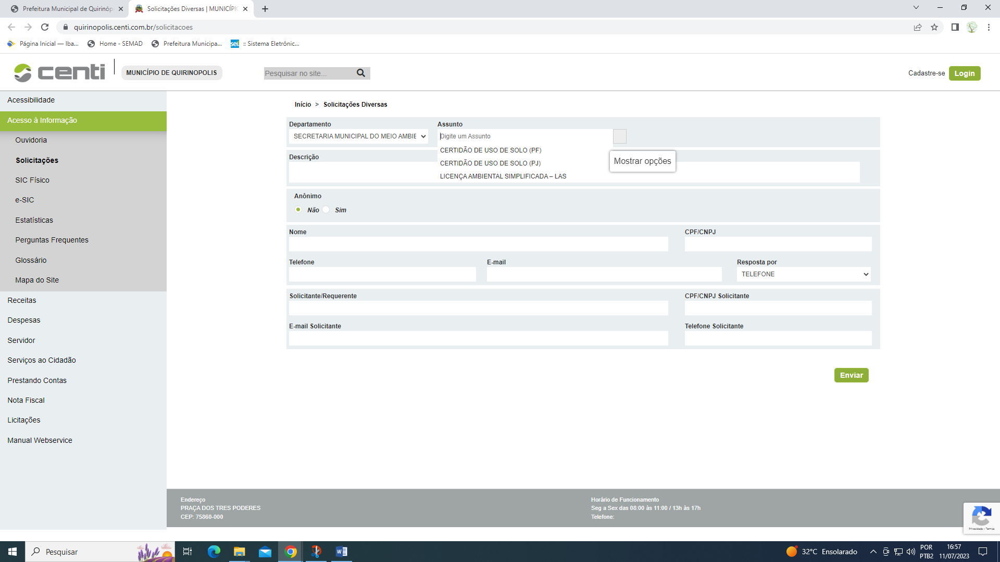 Prefeitura Municipal de Quirinóp
Solicitações Diversas | MUNICÍPIO
quirinopolis.centi.com.br/solicitacoes
Página Inicial — Iba...
Home - SEMAD
Prefeitura Municipa...
sei!
:: Sistema Eletrônic...
centi
MUNICÍPIO DE QUIRINOPOLIS
Pesquisar no site...
Cadastre-se
Login
Acessibilidade
Acesso à Informação
Ouvidoria
Solicitações
SIC Físico
e-SIC
Estatísticas
Perguntas Frequentes
Glossário
Mapa do Site
Receitas
Despesas
Servidor
Serviços ao Cidadão
Prestando Contas
Nota Fiscal
Licitações
Manual Webservice
Início > Solicitações Diversas
Departamento
SECRETARIA MUNICIPAL DO MEIO AMBIE
Assunto
Digite um Assunto
CERTIDÃO DE USO DE SOLO (PF)
CERTIDÃO DE USO DE SOLO (PJ)
LICENÇA AMBIENTAL SIMPLIFICADA – LAS
Mostrar opções
Descrição
Anônimo
Não
Sim
Nome
CPF/CNPJ
Telefone
E-mail
Resposta por
TELEFONE
Solicitante/Requerente
CPF/CNPJ Solicitante
E-mail Solicitante
Telefone Solicitante
Enviar
Endereço
PRAÇA DOS TRES PODERES
CEP: 75860-000
Horário de Funcionamento
Seg a Sex das 08:00 às 11:00 / 13h às 17h
Telefone:
Privacidade - Termos
Pesquisar
32°C Ensolarado
POR
PTB2
16:57
11/07/2023